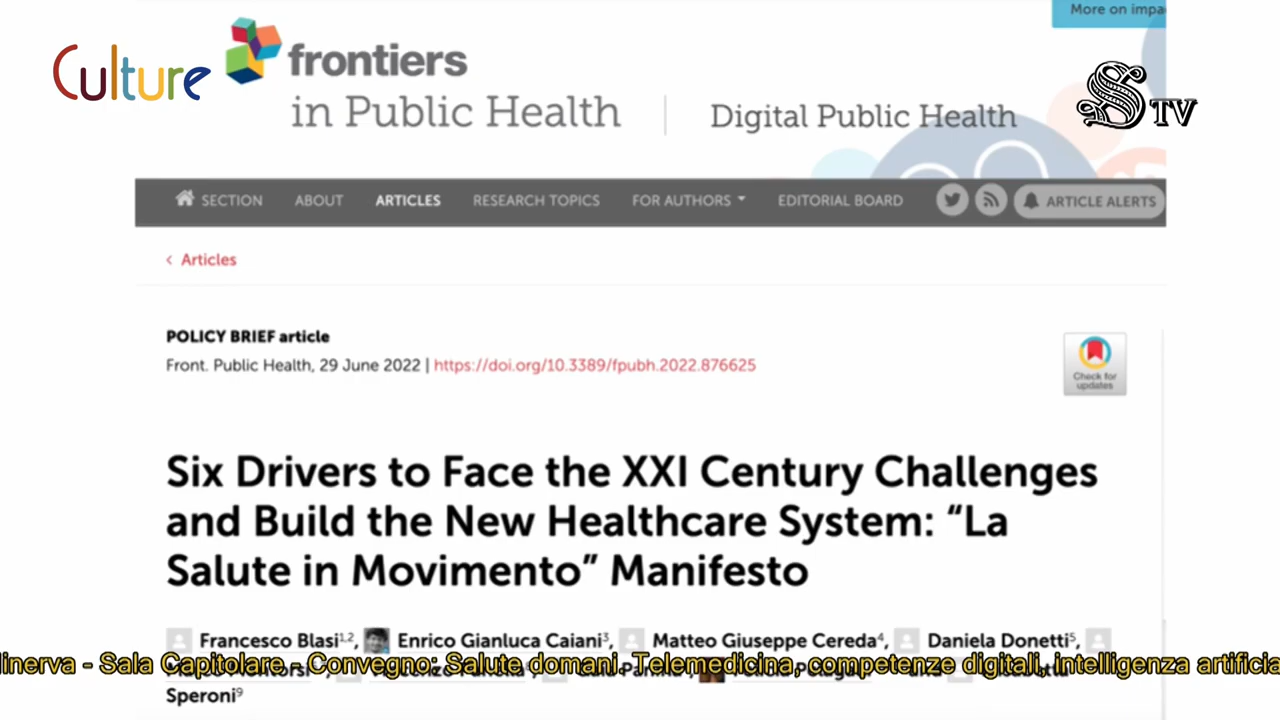 More on impa
Culture
frontiers
in Public Health
Digital Public Health
S TV
SECTION ABOUT ARTICLES RESEARCH TOPICS FOR AUTHORS EDITORIAL BOARD ARTICLE ALERTS
‹ Articles
POLICY BRIEF article
Front. Public Health, 29 June 2022 | https://doi.org/10.3389/fpubh.2022.876625
Check for
updates
Six Drivers to Face the XXI Century Challenges
and Build the New Healthcare System: “La
Salute in Movimento” Manifesto
Francesco Blasi1,2, Enrico Gianluca Caiani3, Matteo Giuseppe Cereda4, Daniela Donetti5,
inerva - Sala Capitolare - Convegno: Salute domani. Telemedicina, competenze digitali, intelligenza artificia
Speroni9